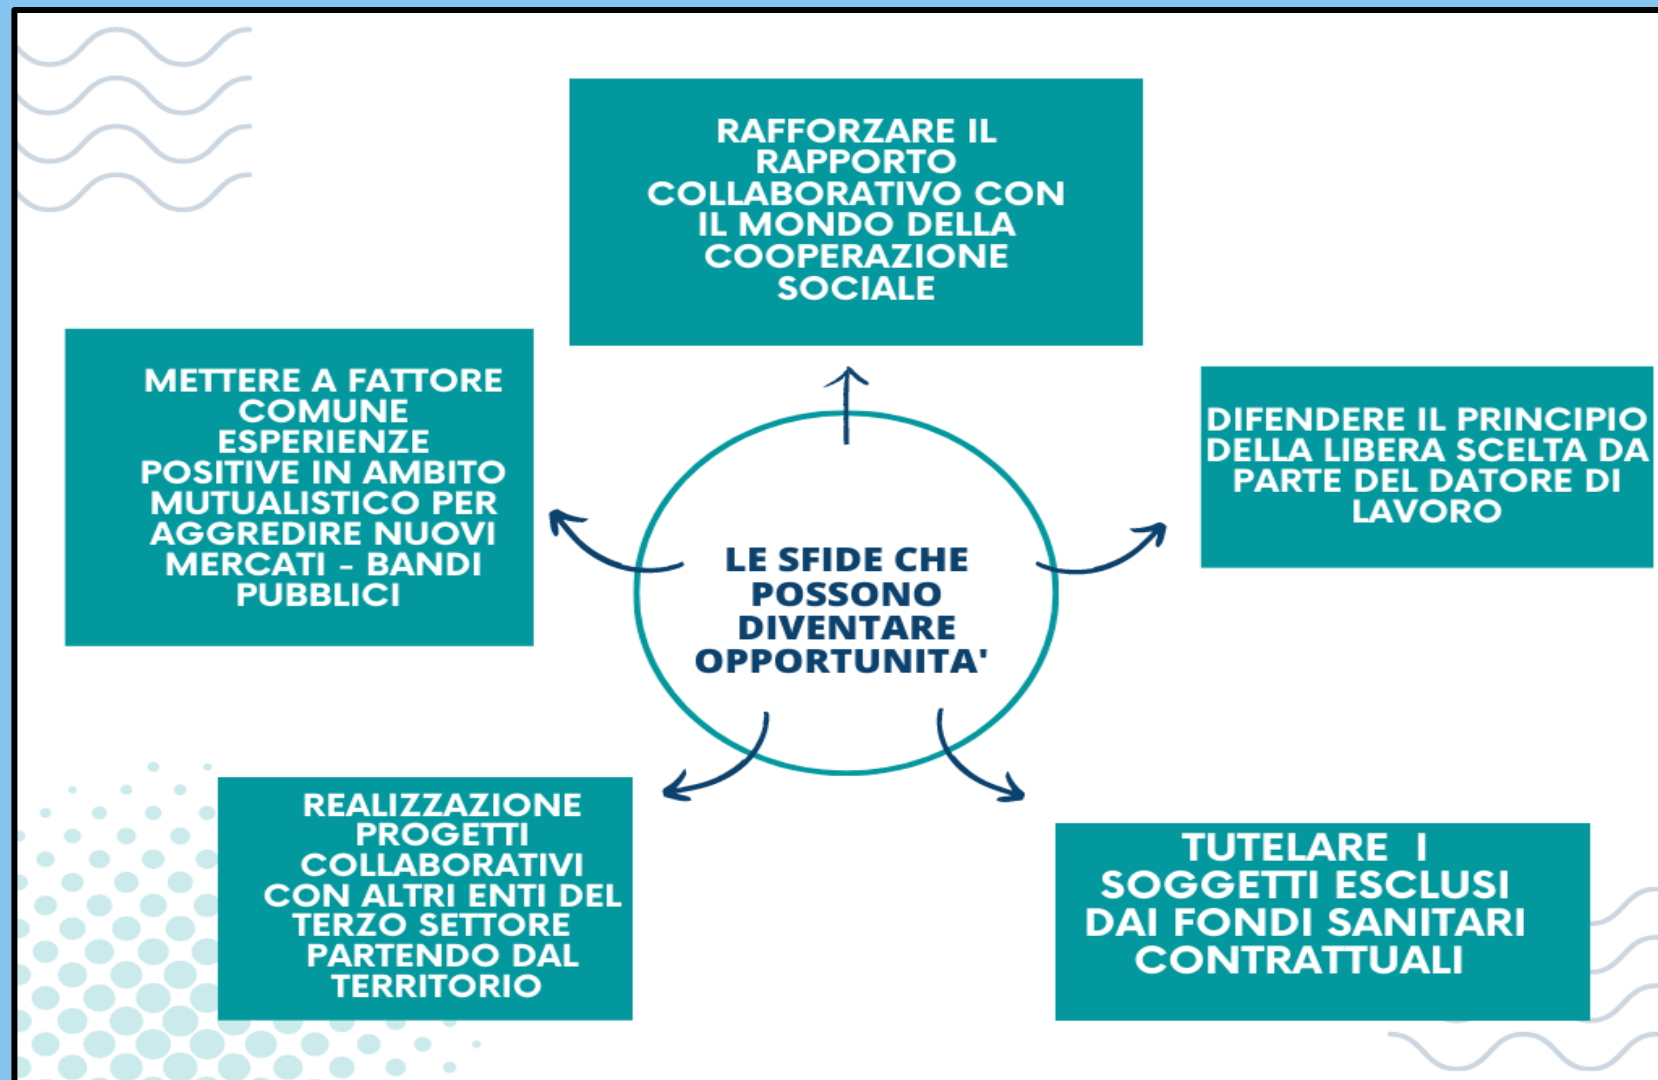 RAFFORZARE IL
RAPPORTO
COLLABORATIVO CON
IL MONDO DELLA
COOPERAZIONE
SOCIALE
METTERE A FATTORE
COMUNE
ESPERIENZE
POSITIVE IN AMBITO
MUTUALISTICO PER
AGGREDIRE NUOVI
MERCATI - BANDI
PUBBLICI
DIFENDERE IL PRINCIPIO
DELLA LIBERA SCELTA DA
PARTE DEL DATORE DI
LAVORO
LE SFIDE CHE
POSSONO
DIVENTARE
OPPORTUNITA'
REALIZZAZIONE
PROGETTI
COLLABORATIVI
CON ALTRI ENTI DEL
TERZO SETTORE
PARTENDO DAL
TERRITORIO
TUTELARE I
SOGGETTI ESCLUSI
DAI FONDI SANITARI
CONTRATTUALI